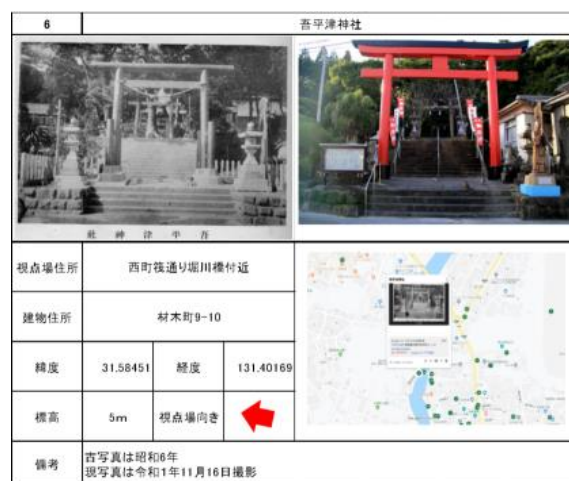 6
吾平津神社
社神津平吾
視点場住所
西町筏通り堀川橋付近
建物住所
材木町9-10
緯度
31.58451
経度
131.40169
標高
5m
視点場向き
備考
古写真は昭和6年
現写真は令和1年11月16日撮影